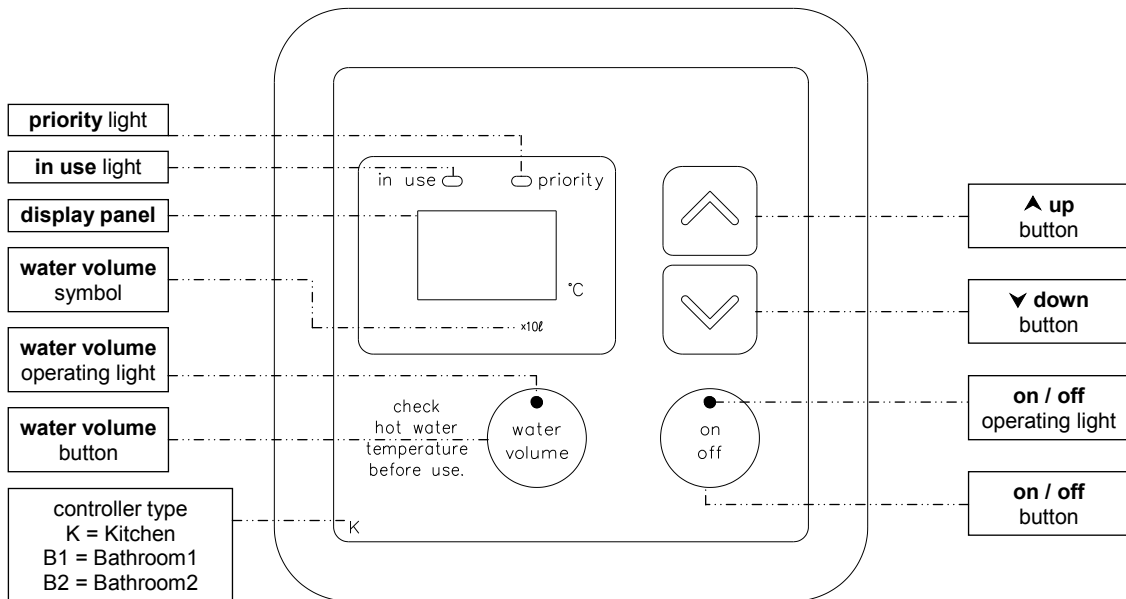 priority light
in use light
display panel
water volume
symbol
water volume
operating light
water volume
button
controller type
K = Kitchen
B1 = Bathroom1
B2 = Bathroom2
in use
priority
°C
x10ℓ
check
hot water
temperature
before use.
water
volume
on
off
K
⮝ up
button
⮟ down
button
on / off
operating light
on / off
button